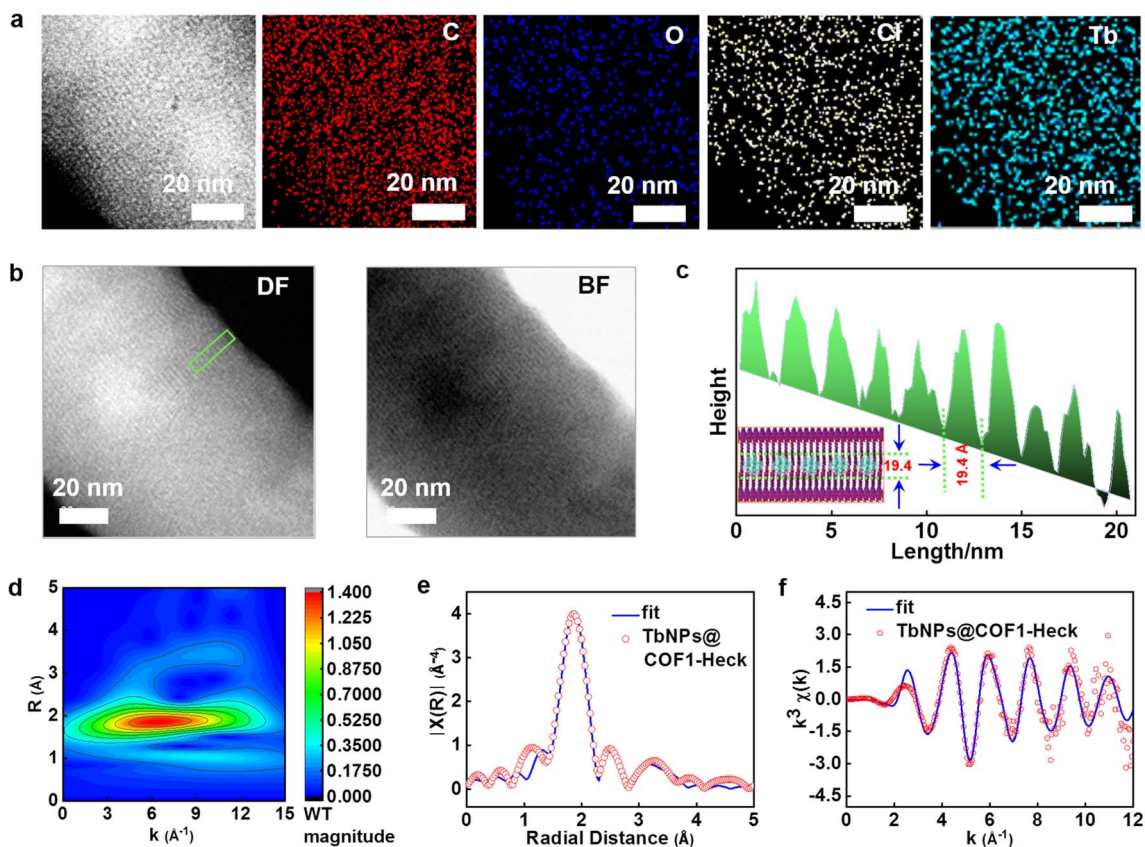 a
C
O
Cl
Tb
20 nm
20 nm
20 nm
20 nm
20 nm
b
DF
BF
20 nm
20 nm
c
Height
19.4
19.4 A
0
5
10
15
20
Length/nm
d
5
4
3
2
1
0
R (Å)
0
3
6
9
12
15
k (Å-1)
1.400
1.225
1.050
0.8750
0.7000
0.5250
0.3500
0.1750
0.000
WT
magnitude
e
4
3
2
1
0
|X(R)| (Å-4)
fit
TbNPs@
COF1-Heck
0
1
2
3
4
5
Radial Distance (Å)
f
4.5
3.0
1.5
0.0
-1.5
-3.0
-4.5
k3 χ(k)
fit
TbNPs@COF1-Heck
0
2
4
6
8
10
12
k (Å-1)